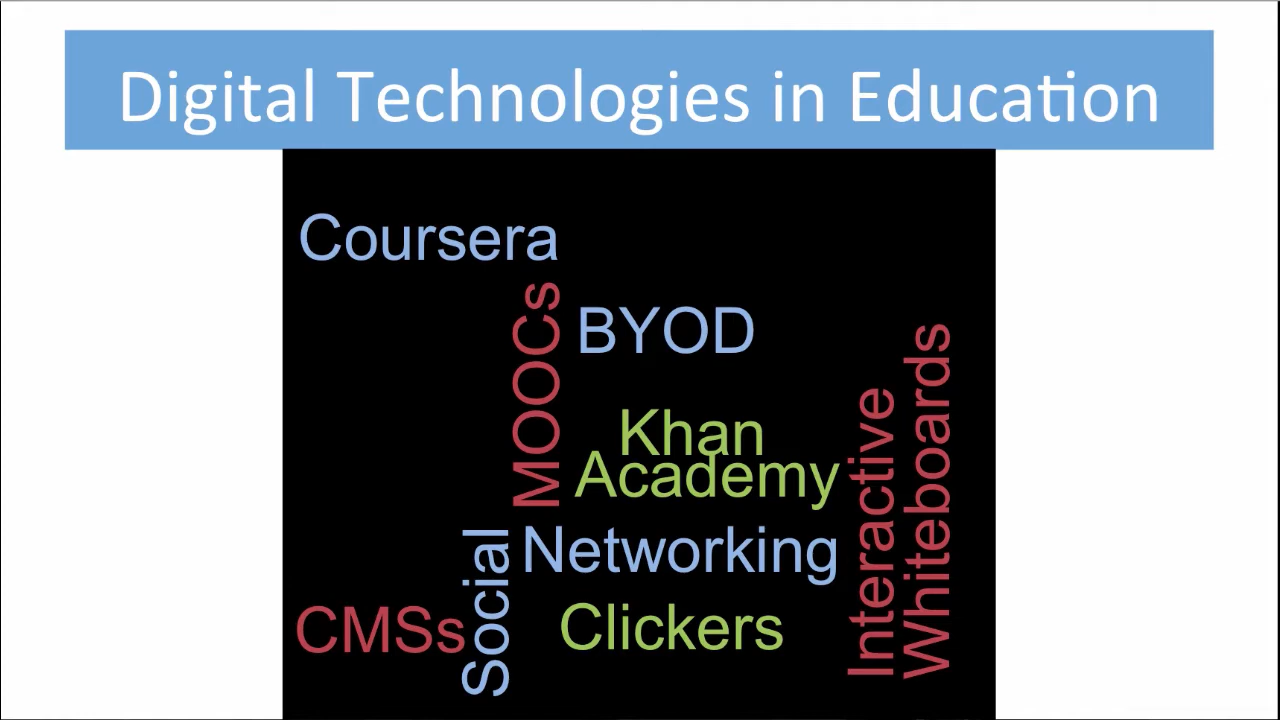 Digital Technologies in Education
Coursera
MOOCs
BYOD
Khan
Academy
Social
Networking
CMSs
Clickers
Interactive
Whiteboards